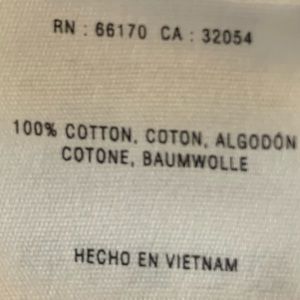 RN : 66170 CA : 32054
100% COTTON, COTON, ALGODÓN
COTONE, BAUMWOLLE
HECHO EN VIETNAM